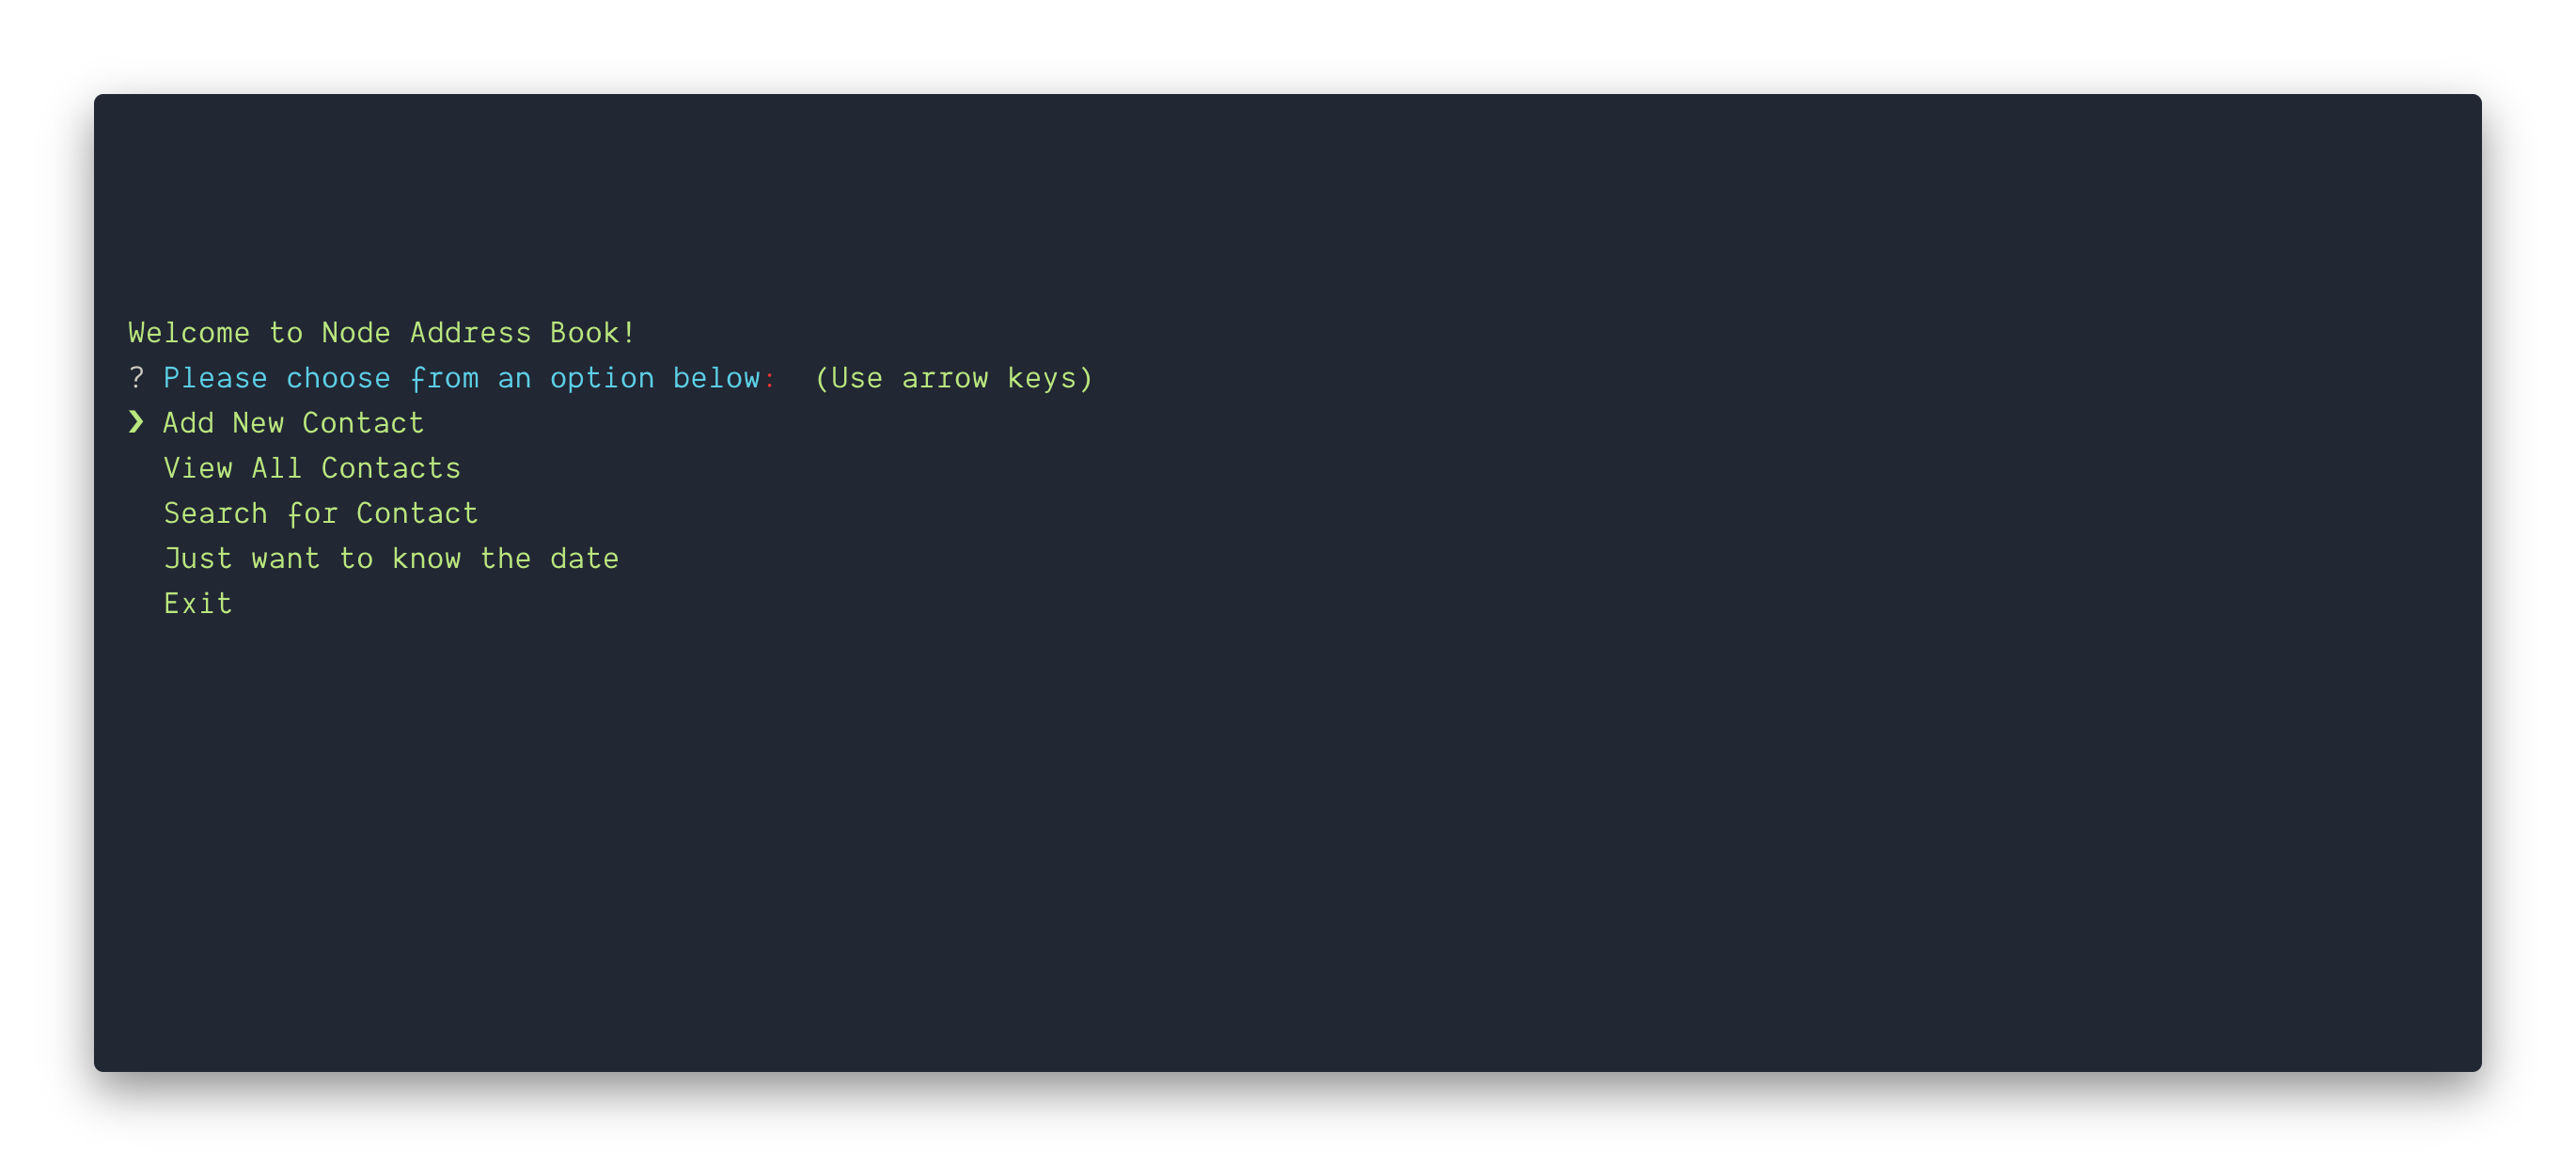 Welcome to Node Address Book!
? Please choose from an option below:  (Use arrow keys)
❯ Add New Contact
  View All Contacts
  Search for Contact
  Just want to know the date
  Exit